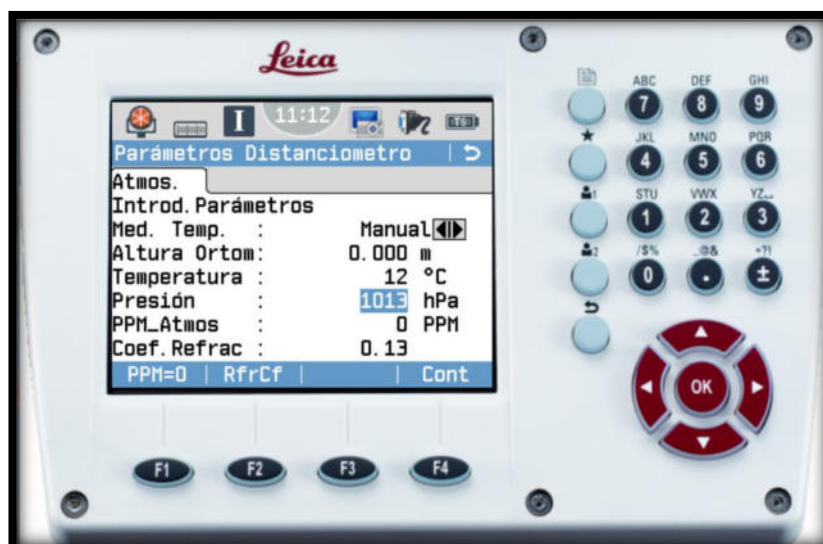 Leica
I 11:12
Parámetros Distanciometro
Atmos.
Introd.Parámetros
Med. Temp. : Manual
Altura Ortom: 0.000 m
Temperatura : 12 °C
Presión : 1013 hPa
PPM_Atmos : 0 PPM
Coef.Refrac : 0.13
PPM=0 | RfrCf | | Cont
F1 F2 F3 F4
ABC DEF GHI
7 8 9
JKL MNO PQR
4 5 6
1 STU VWX YZ
1 2 3
2 /$% _@& *?!
0 . ±
OK